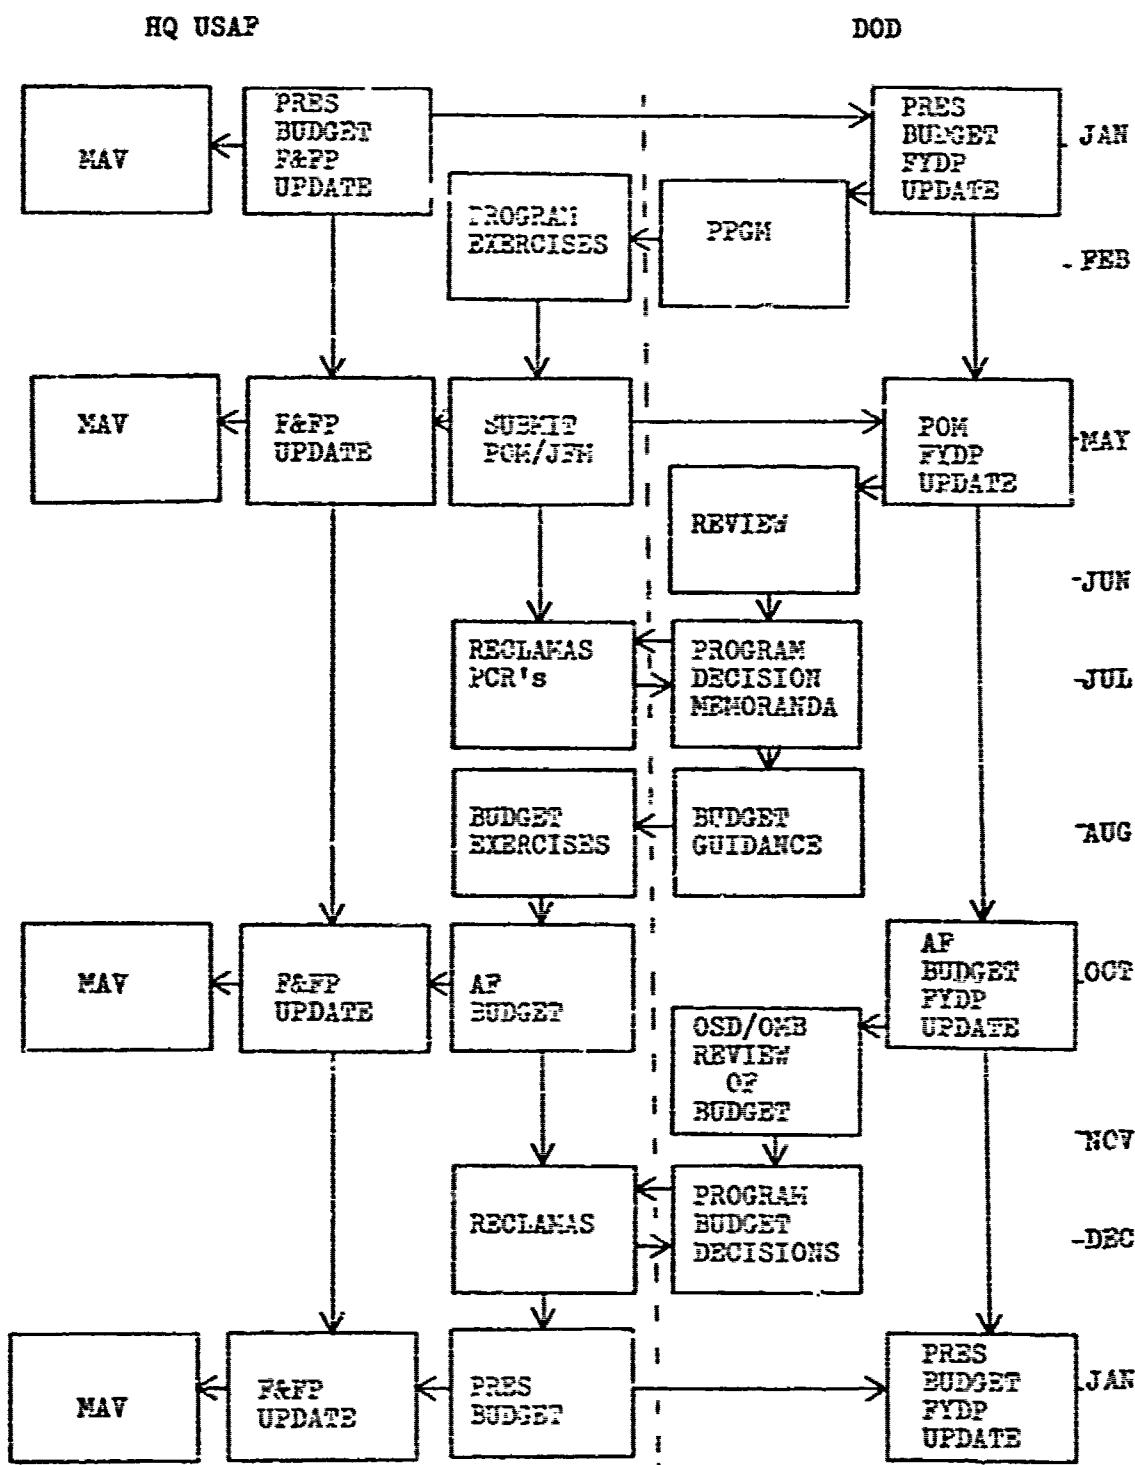 HQ USAF
DOD
MAV
PRES
BUDGET
F&FP
UPDATE
PRES
BUDGET
FYDP
UPDATE
JAN
PROGRAM
EXERCISES
PPGM
FEB
MAV
F&FP
UPDATE
SUBMIT
POM/JFM
POM
FYDP
UPDATE
MAY
REVIEW
JUN
RECLAMAS
PCR's
PROGRAM
DECISION
MEMORANDA
JUL
BUDGET
EXERCISES
BUDGET
GUIDANCE
AUG
MAV
F&FP
UPDATE
AF
BUDGET
AF
BUDGET
FYDP
UPDATE
OCT
OSD/OMB
REVIEW
OF
BUDGET
NOV
RECLAMAS
PROGRAM
BUDGET
DECISIONS
DEC
MAV
F&FP
UPDATE
PRES
BUDGET
PRES
BUDGET
FYDP
UPDATE
JAN